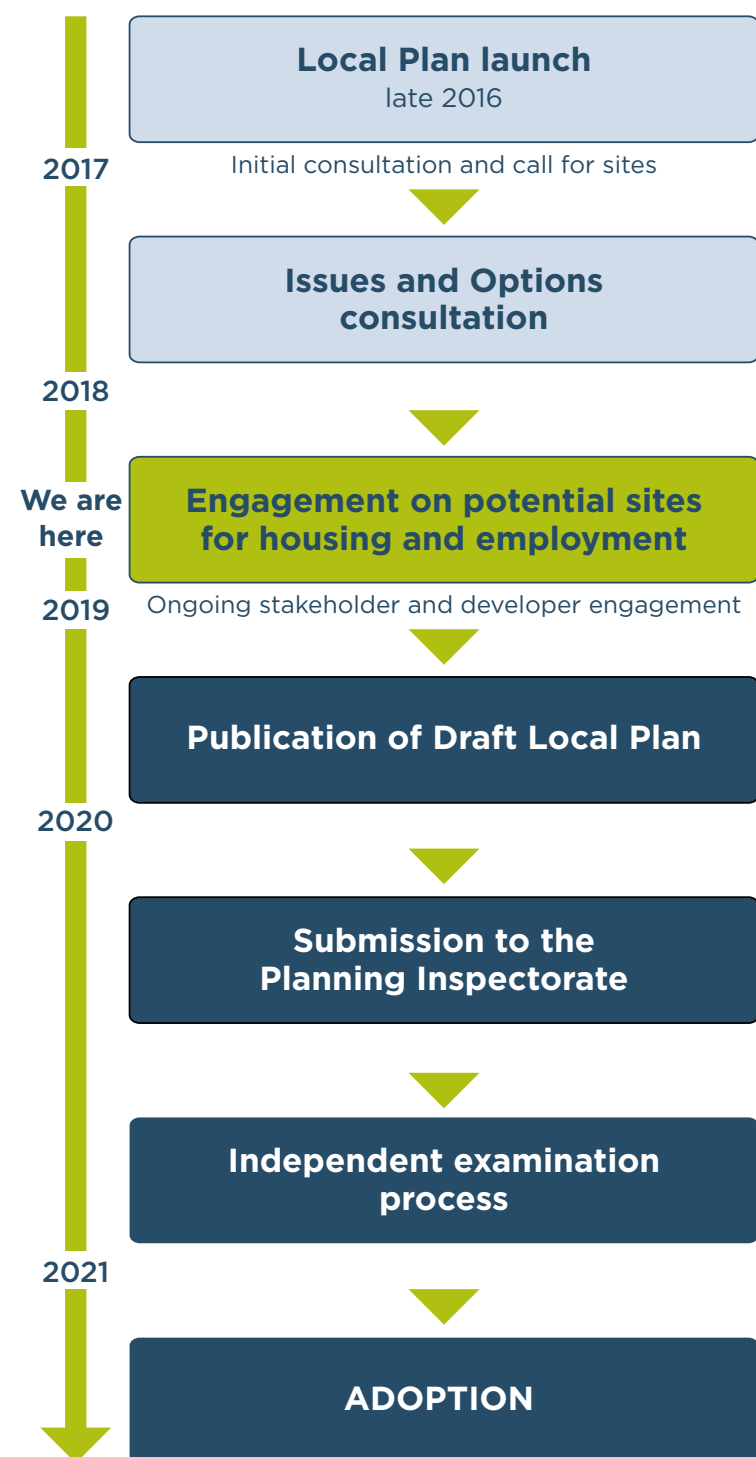 Local Plan launch
late 2016
2017
Initial consultation and call for sites
Issues and Options
consultation
2018
We are
here
Engagement on potential sites
for housing and employment
2019
Ongoing stakeholder and developer engagement
Publication of Draft Local Plan
2020
Submission to the
Planning Inspectorate
Independent examination
process
2021
ADOPTION